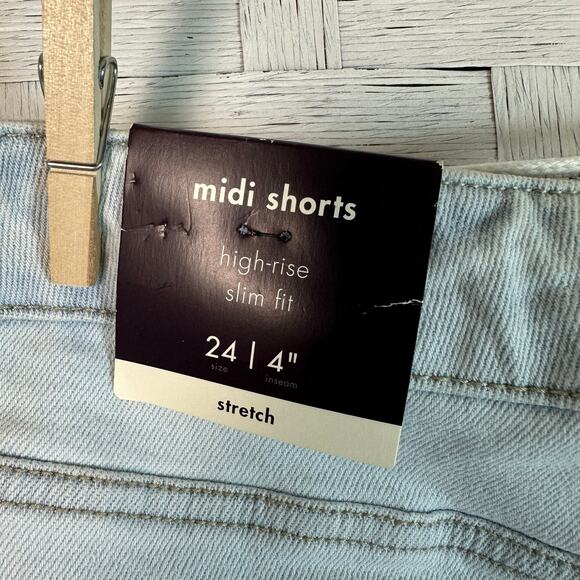 midi shorts
high-rise
slim fit
24 | 4"
size inseam
stretch